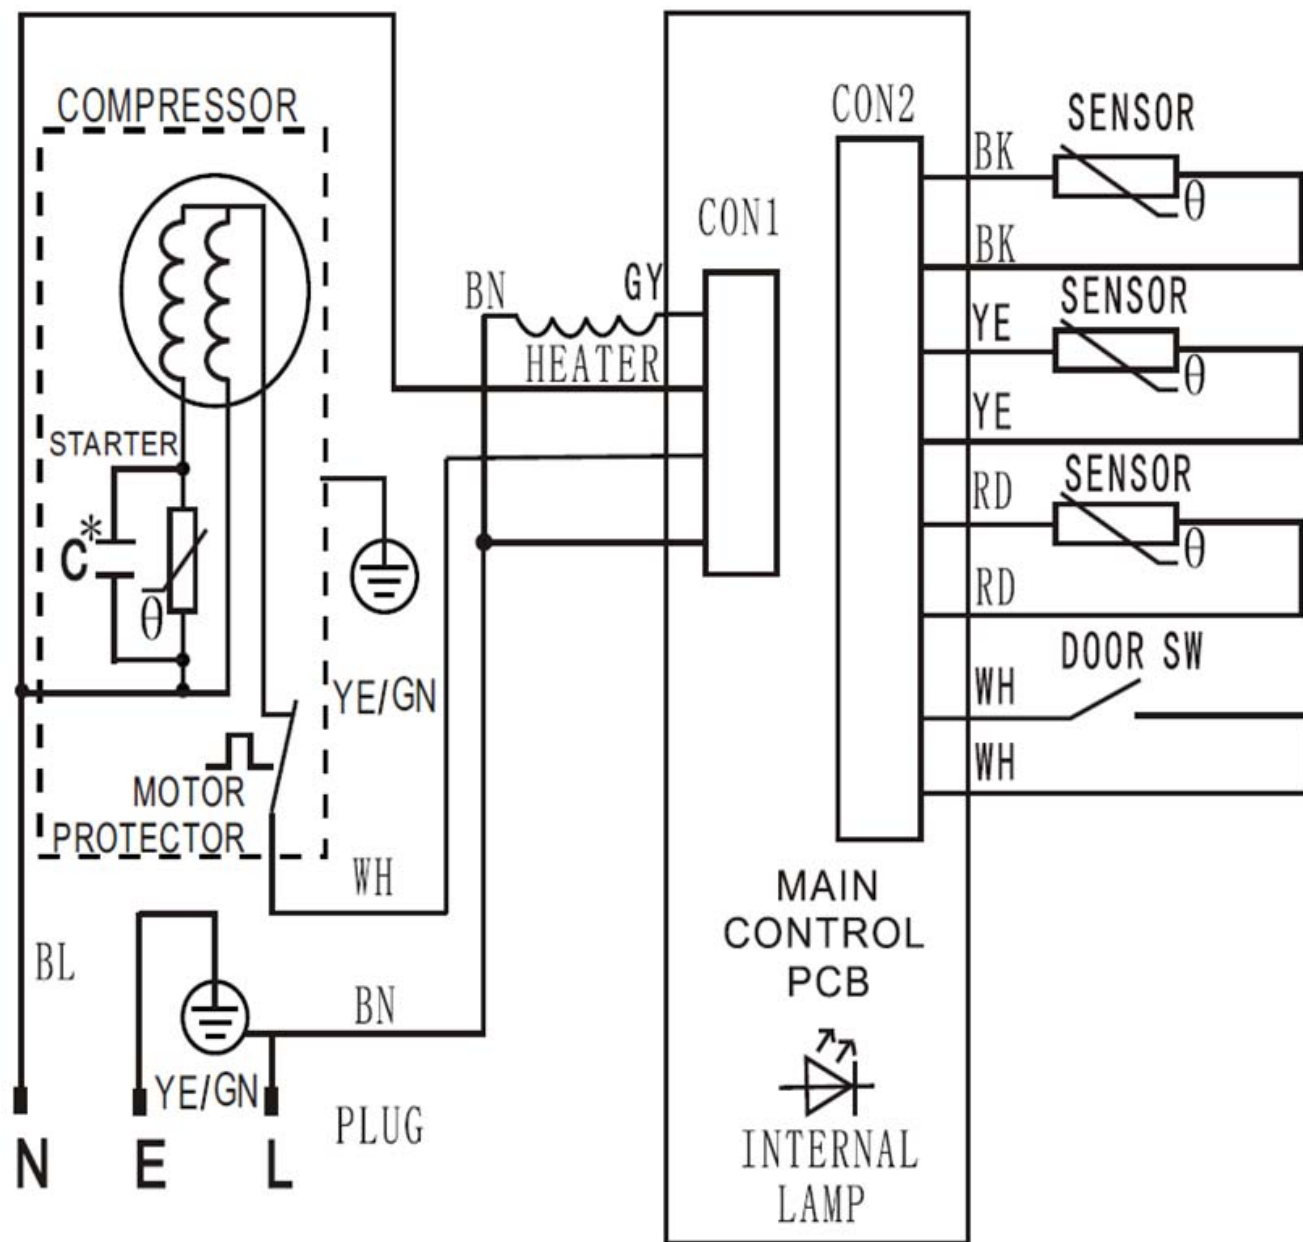 COMPRESSOR
CON2
SENSOR
BK
θ
CON1
BK
BN
GY
SENSOR
YE
HEATER
θ
YE
STARTER
SENSOR
RD
C*
θ
θ
RD
DOOR SW
YE/GN
WH
WH
MOTOR
PROTECTOR
WH
MAIN
CONTROL
PCB
BL
BN
YE/GN
PLUG
N
E
L
INTERNAL
LAMP